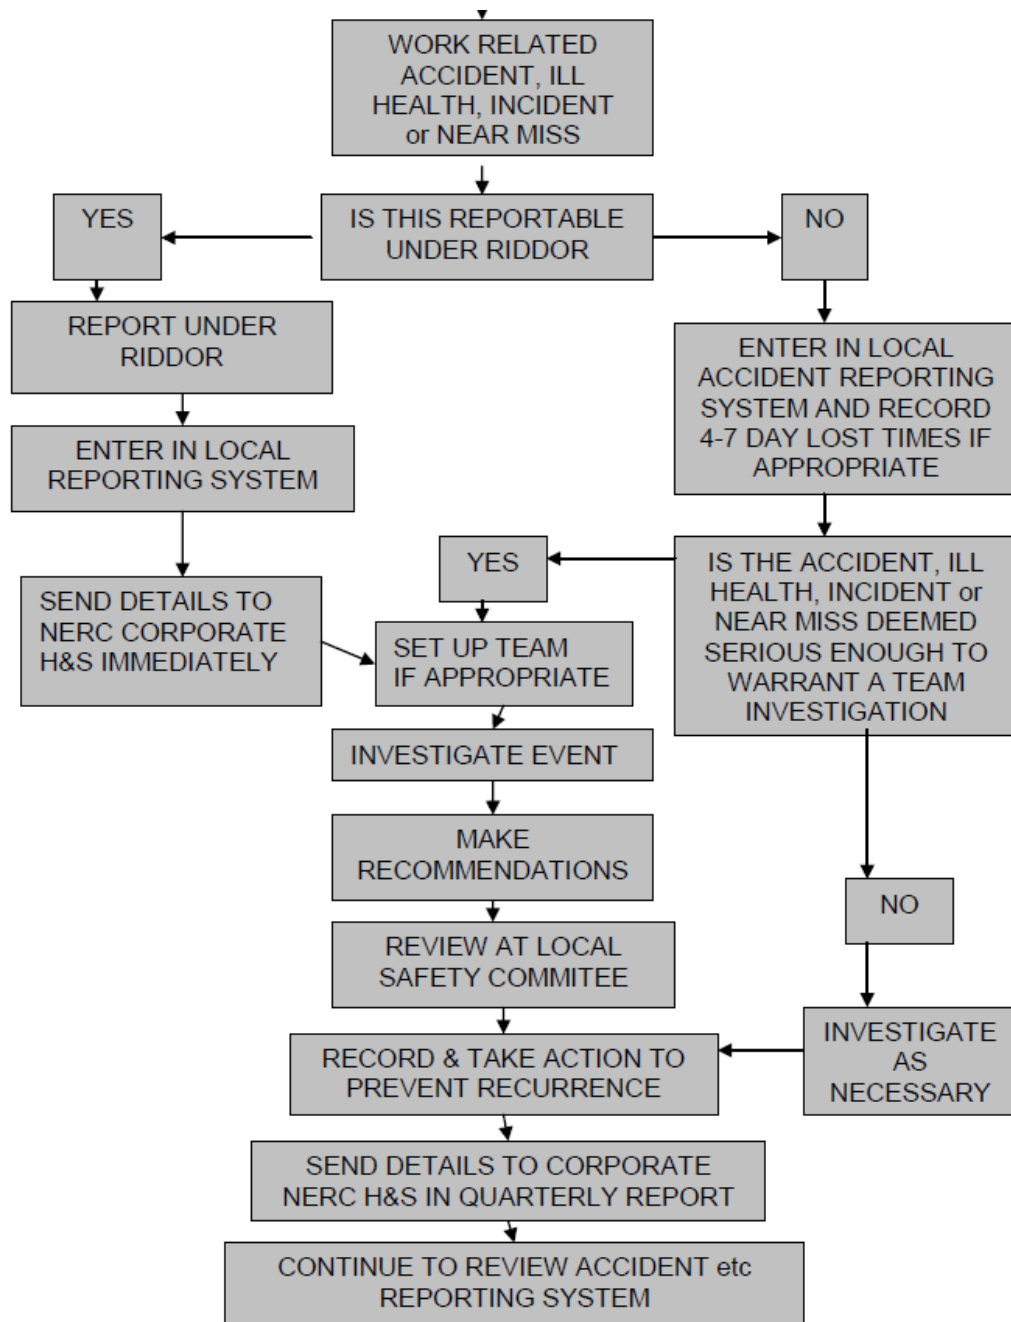 WORK RELATED
ACCIDENT, ILL
HEALTH, INCIDENT
or NEAR MISS
YES
IS THIS REPORTABLE
UNDER RIDDOR
NO
REPORT UNDER
RIDDOR
ENTER IN LOCAL
ACCIDENT REPORTING
SYSTEM AND RECORD
4-7 DAY LOST TIMES IF
APPROPRIATE
ENTER IN LOCAL
REPORTING SYSTEM
YES
IS THE ACCIDENT, ILL
HEALTH, INCIDENT or
NEAR MISS DEEMED
SERIOUS ENOUGH TO
WARRANT A TEAM
INVESTIGATION
SEND DETAILS TO
NERC CORPORATE
H&S IMMEDIATELY
SET UP TEAM
IF APPROPRIATE
INVESTIGATE EVENT
MAKE
RECOMMENDATIONS
NO
REVIEW AT LOCAL
SAFETY COMMITEE
INVESTIGATE
AS
NECESSARY
RECORD & TAKE ACTION TO
PREVENT RECURRENCE
SEND DETAILS TO CORPORATE
NERC H&S IN QUARTERLY REPORT
CONTINUE TO REVIEW ACCIDENT etc
REPORTING SYSTEM